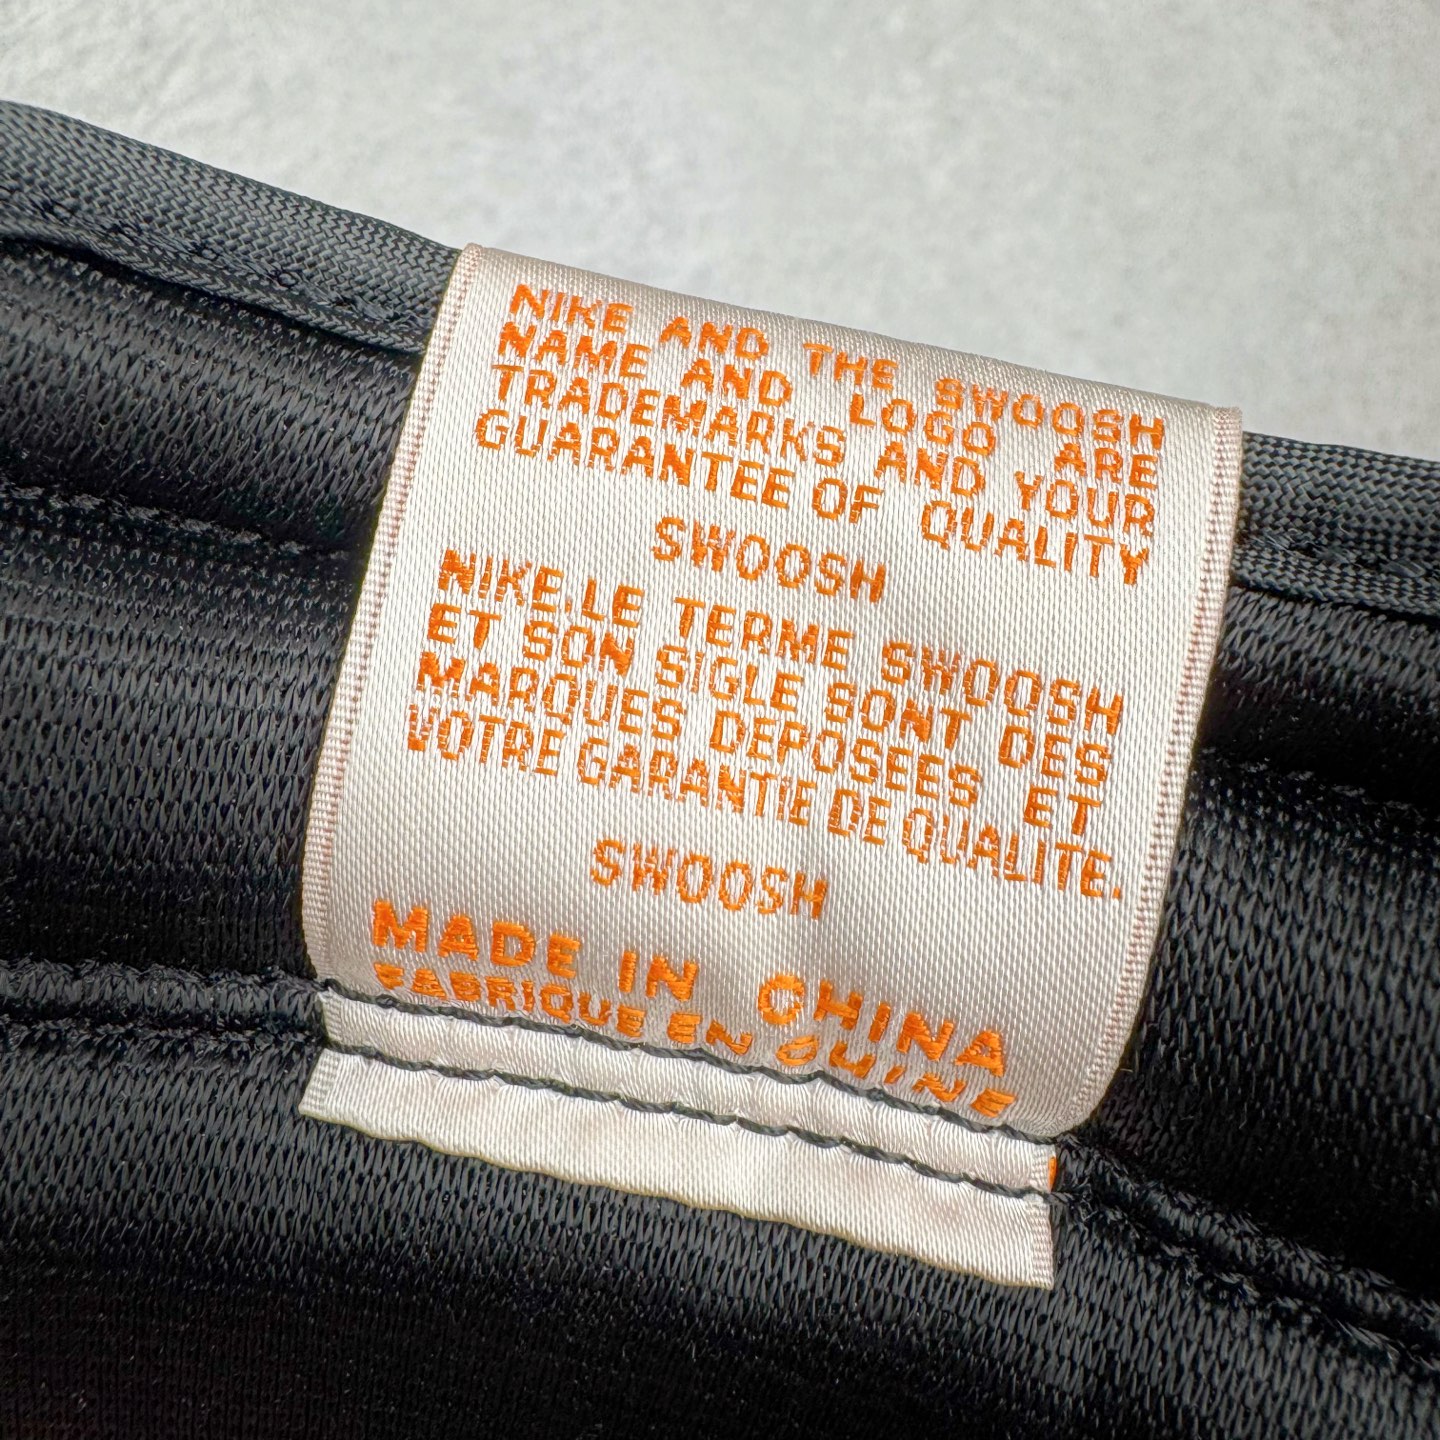 NIKE AND THE SWOOSH
NAME AND LOGO ARE
TRADEMARKS AND YOUR
GUARANTEE OF QUALITY
SWOOSH
NIKE.LE TERME SWOOSH
ET SON SIGLE SONT DES
MARQUES DEPOSEES ET
VOTRE GARANTIE DE QUALITE.
SWOOSH
MADE IN CHINA
FABRIQUE EN CHINE